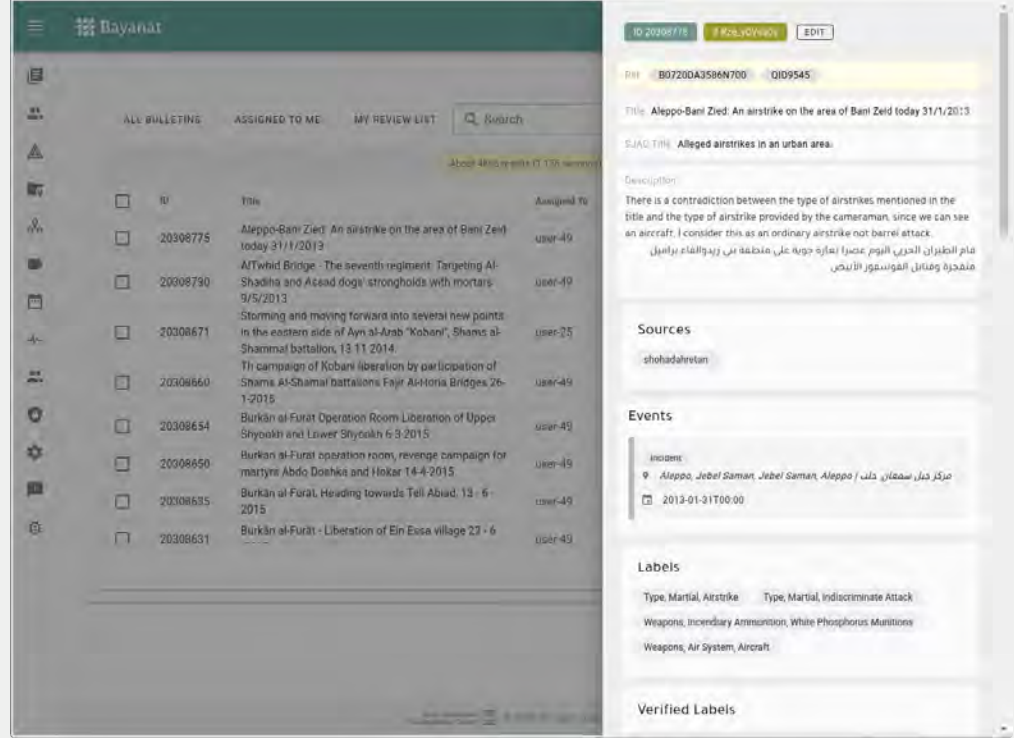 Bayanat
ALL BULLETINS ASSIGNED TO ME MY REVIEW LIST Search
ID Title Assigned To
20308775 Aleppo-Bani Zied: An airstrike on the area of Bani Zeid today 31/1/2013 user-49
20308790 AlTwhid Bridge - The seventh regiment: Targeting Al-Shadiha and Assad dogs' strongholds with mortars 9/5/2013 user-49
20308671 Storming and moving forward into several new points in the eastern side of Ayn al-Arab "Kobani", Shams al-Shammal battalion, 13 11 2014 user-25
20308660 Th campaign of Kobani liberation by participation of Shams Al-Shamal battalions Fajir Al-Horia Bridges 26-1-2015 user-49
20308654 Burkān al-Furāt Operation Room Liberation of Upper Shyookh and Lower Shyookh 6-3-2015 user-49
20308650 Burkān al-Furāt operation room, revenge campaign for martyrs Abdo Doshka and Hokar 14-4-2015 user-49
20308635 Burkān al-Furāt, Heading towards Tell Abiad, 13 - 6 - 2015 user-49
20308631 Burkān al-Furāt - Liberation of Ein Essa village 23 - 6 user-49
EDIT
B0720DA3586N700 QID9545
Title Aleppo-Bani Zied: An airstrike on the area of Bani Zeid today 31/1/2013
SJAC Title Alleged airstrikes in an urban area.
Description
There is a contradiction between the type of airstrikes mentioned in the
title and the type of airstrike provided by the cameraman, since we can see
an aircraft. I consider this as an ordinary airstrike not barrel attack.
قام الطيران الحربي اليوم عصرا بغارة جوية على منطقة بني زيد والقاء براميل
متفجرة وقنابل الفوسفور الأبيض
Sources
shohadahretan
Events
Incident
Aleppo, Jebel Saman, Jebel Saman, Aleppo | مركز جبل سمعان, حلب
2013-01-31T00:00
Labels
Type, Martial, Airstrike Type, Martial, Indiscriminate Attack
Weapons, Incendiary Ammunition, White Phosphorus Munitions
Weapons, Air System, Aircraft
Verified Labels